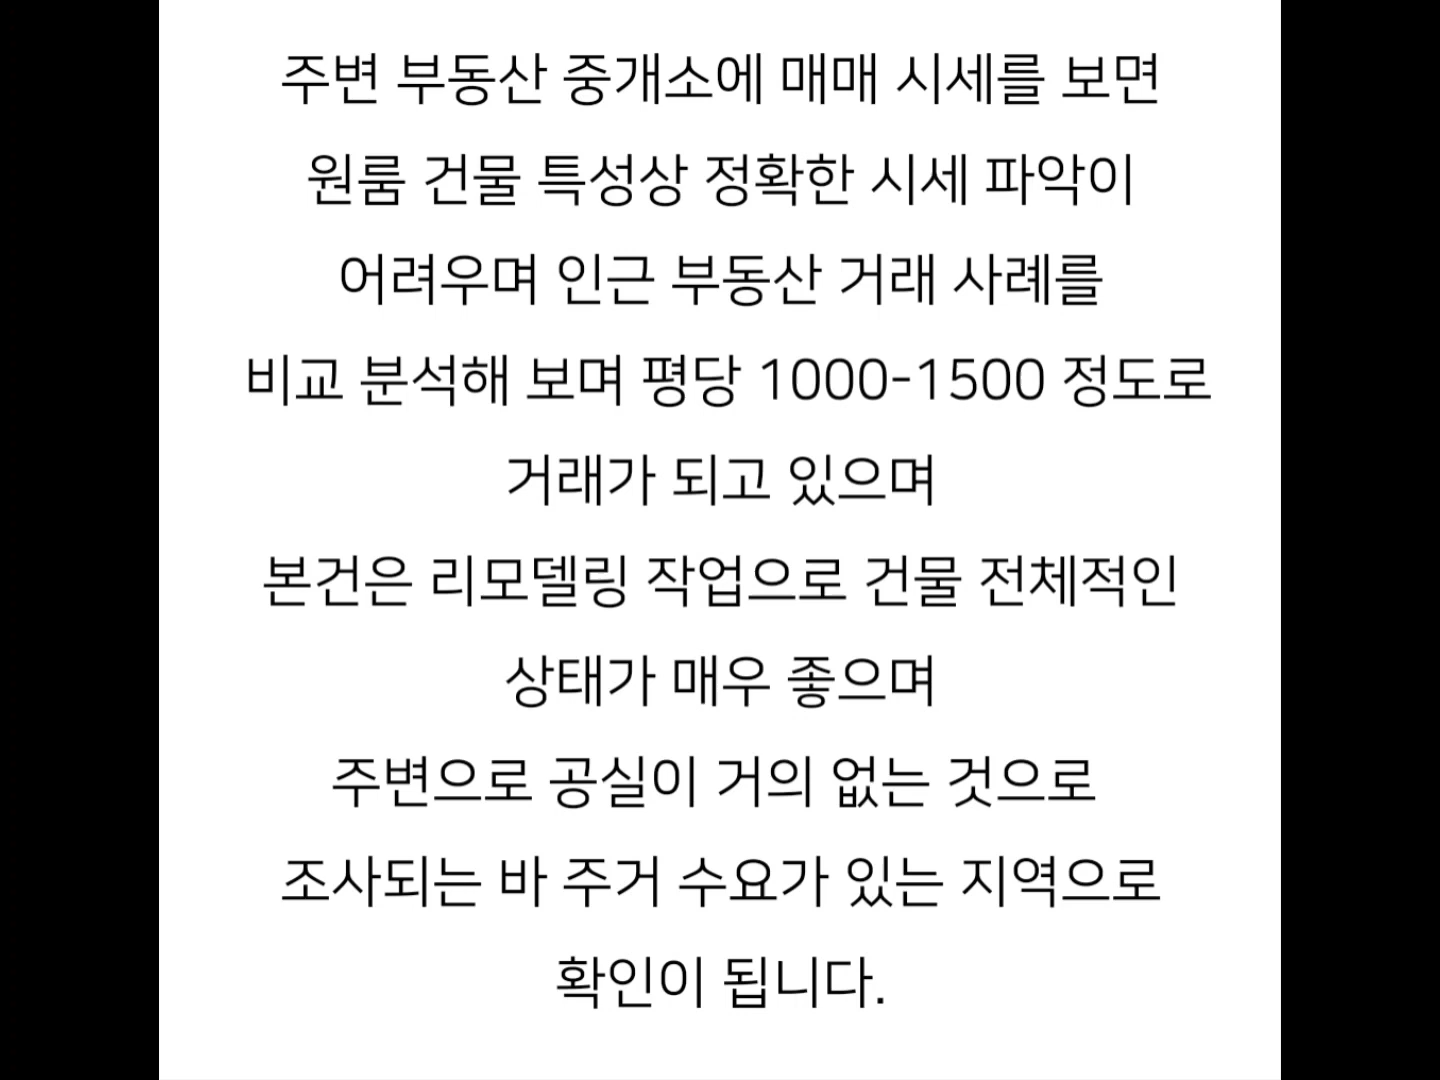 주변 부동산 중개소에 매매 시세를 보면
원룸 건물 특성상 정확한 시세 파악이
어려우며 인근 부동산 거래 사례를
비교 분석해 보며 평당 1000-1500 정도로
거래가 되고 있으며
본건은 리모델링 작업으로 건물 전체적인
상태가 매우 좋으며
주변으로 공실이 거의 없는 것으로
조사되는 바 주거 수요가 있는 지역으로
확인이 됩니다.